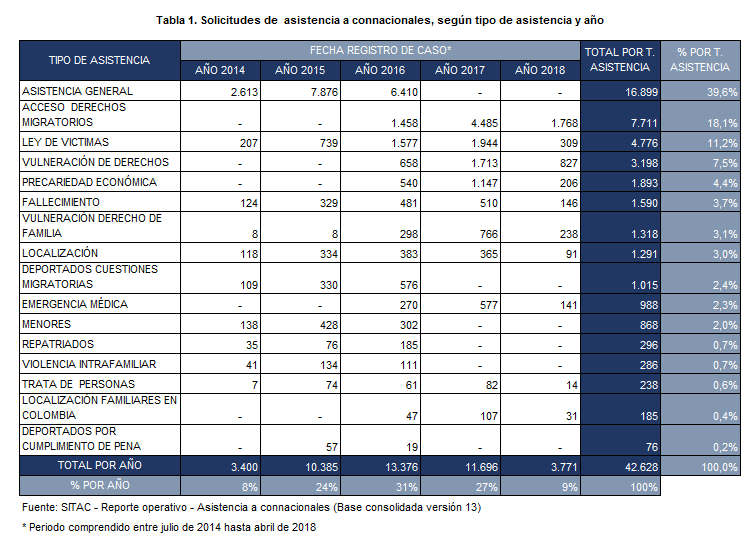 Tabla 1. Solicitudes de asistencia a connacionales, según tipo de asistencia y año
TIPO DE ASISTENCIA FECHA REGISTRO DE CASO* TOTAL POR T. ASISTENCIA % POR T. ASISTENCIA
AÑO 2014 AÑO 2015 AÑO 2016 AÑO 2017 AÑO 2018
ASISTENCIA GENERAL 2.613 7.876 6.410 - - 16.899 39,6%
ACCESO DERECHOS
MIGRATORIOS - - 1.458 4.485 1.768 7.711 18,1%
LEY DE VICTIMAS 207 739 1.577 1.944 309 4.776 11,2%
VULNERACIÓN DE DERECHOS - - 658 1.713 827 3.198 7,5%
PRECARIEDAD ECONÓMICA - - 540 1.147 206 1.893 4,4%
FALLECIMIENTO 124 329 481 510 146 1.590 3,7%
VULNERACIÓN DERECHO DE
FAMILIA 8 8 298 766 238 1.318 3,1%
LOCALIZACIÓN 118 334 383 365 91 1.291 3,0%
DEPORTADOS CUESTIONES
MIGRATORIAS 109 330 576 - - 1.015 2,4%
EMERGENCIA MÉDICA - - 270 577 141 988 2,3%
MENORES 138 428 302 - - 868 2,0%
REPATRIADOS 35 76 185 - - 296 0,7%
VIOLENCIA INTRAFAMILIAR 41 134 111 - - 286 0,7%
TRATA DE PERSONAS 7 74 61 82 14 238 0,6%
LOCALIZACIÓN FAMILIARES EN
COLOMBIA - - 47 107 31 185 0,4%
DEPORTADOS POR
CUMPLIMIENTO DE PENA - 57 19 - - 76 0,2%
TOTAL POR AÑO 3.400 10.385 13.376 11.696 3.771 42.628 100,0%
% POR AÑO 8% 24% 31% 27% 9% 100%
Fuente: SITAC - Reporte operativo - Asistencia a connacionales (Base consolidada versión 13)
* Periodo comprendido entre julio de 2014 hasta abril de 2018